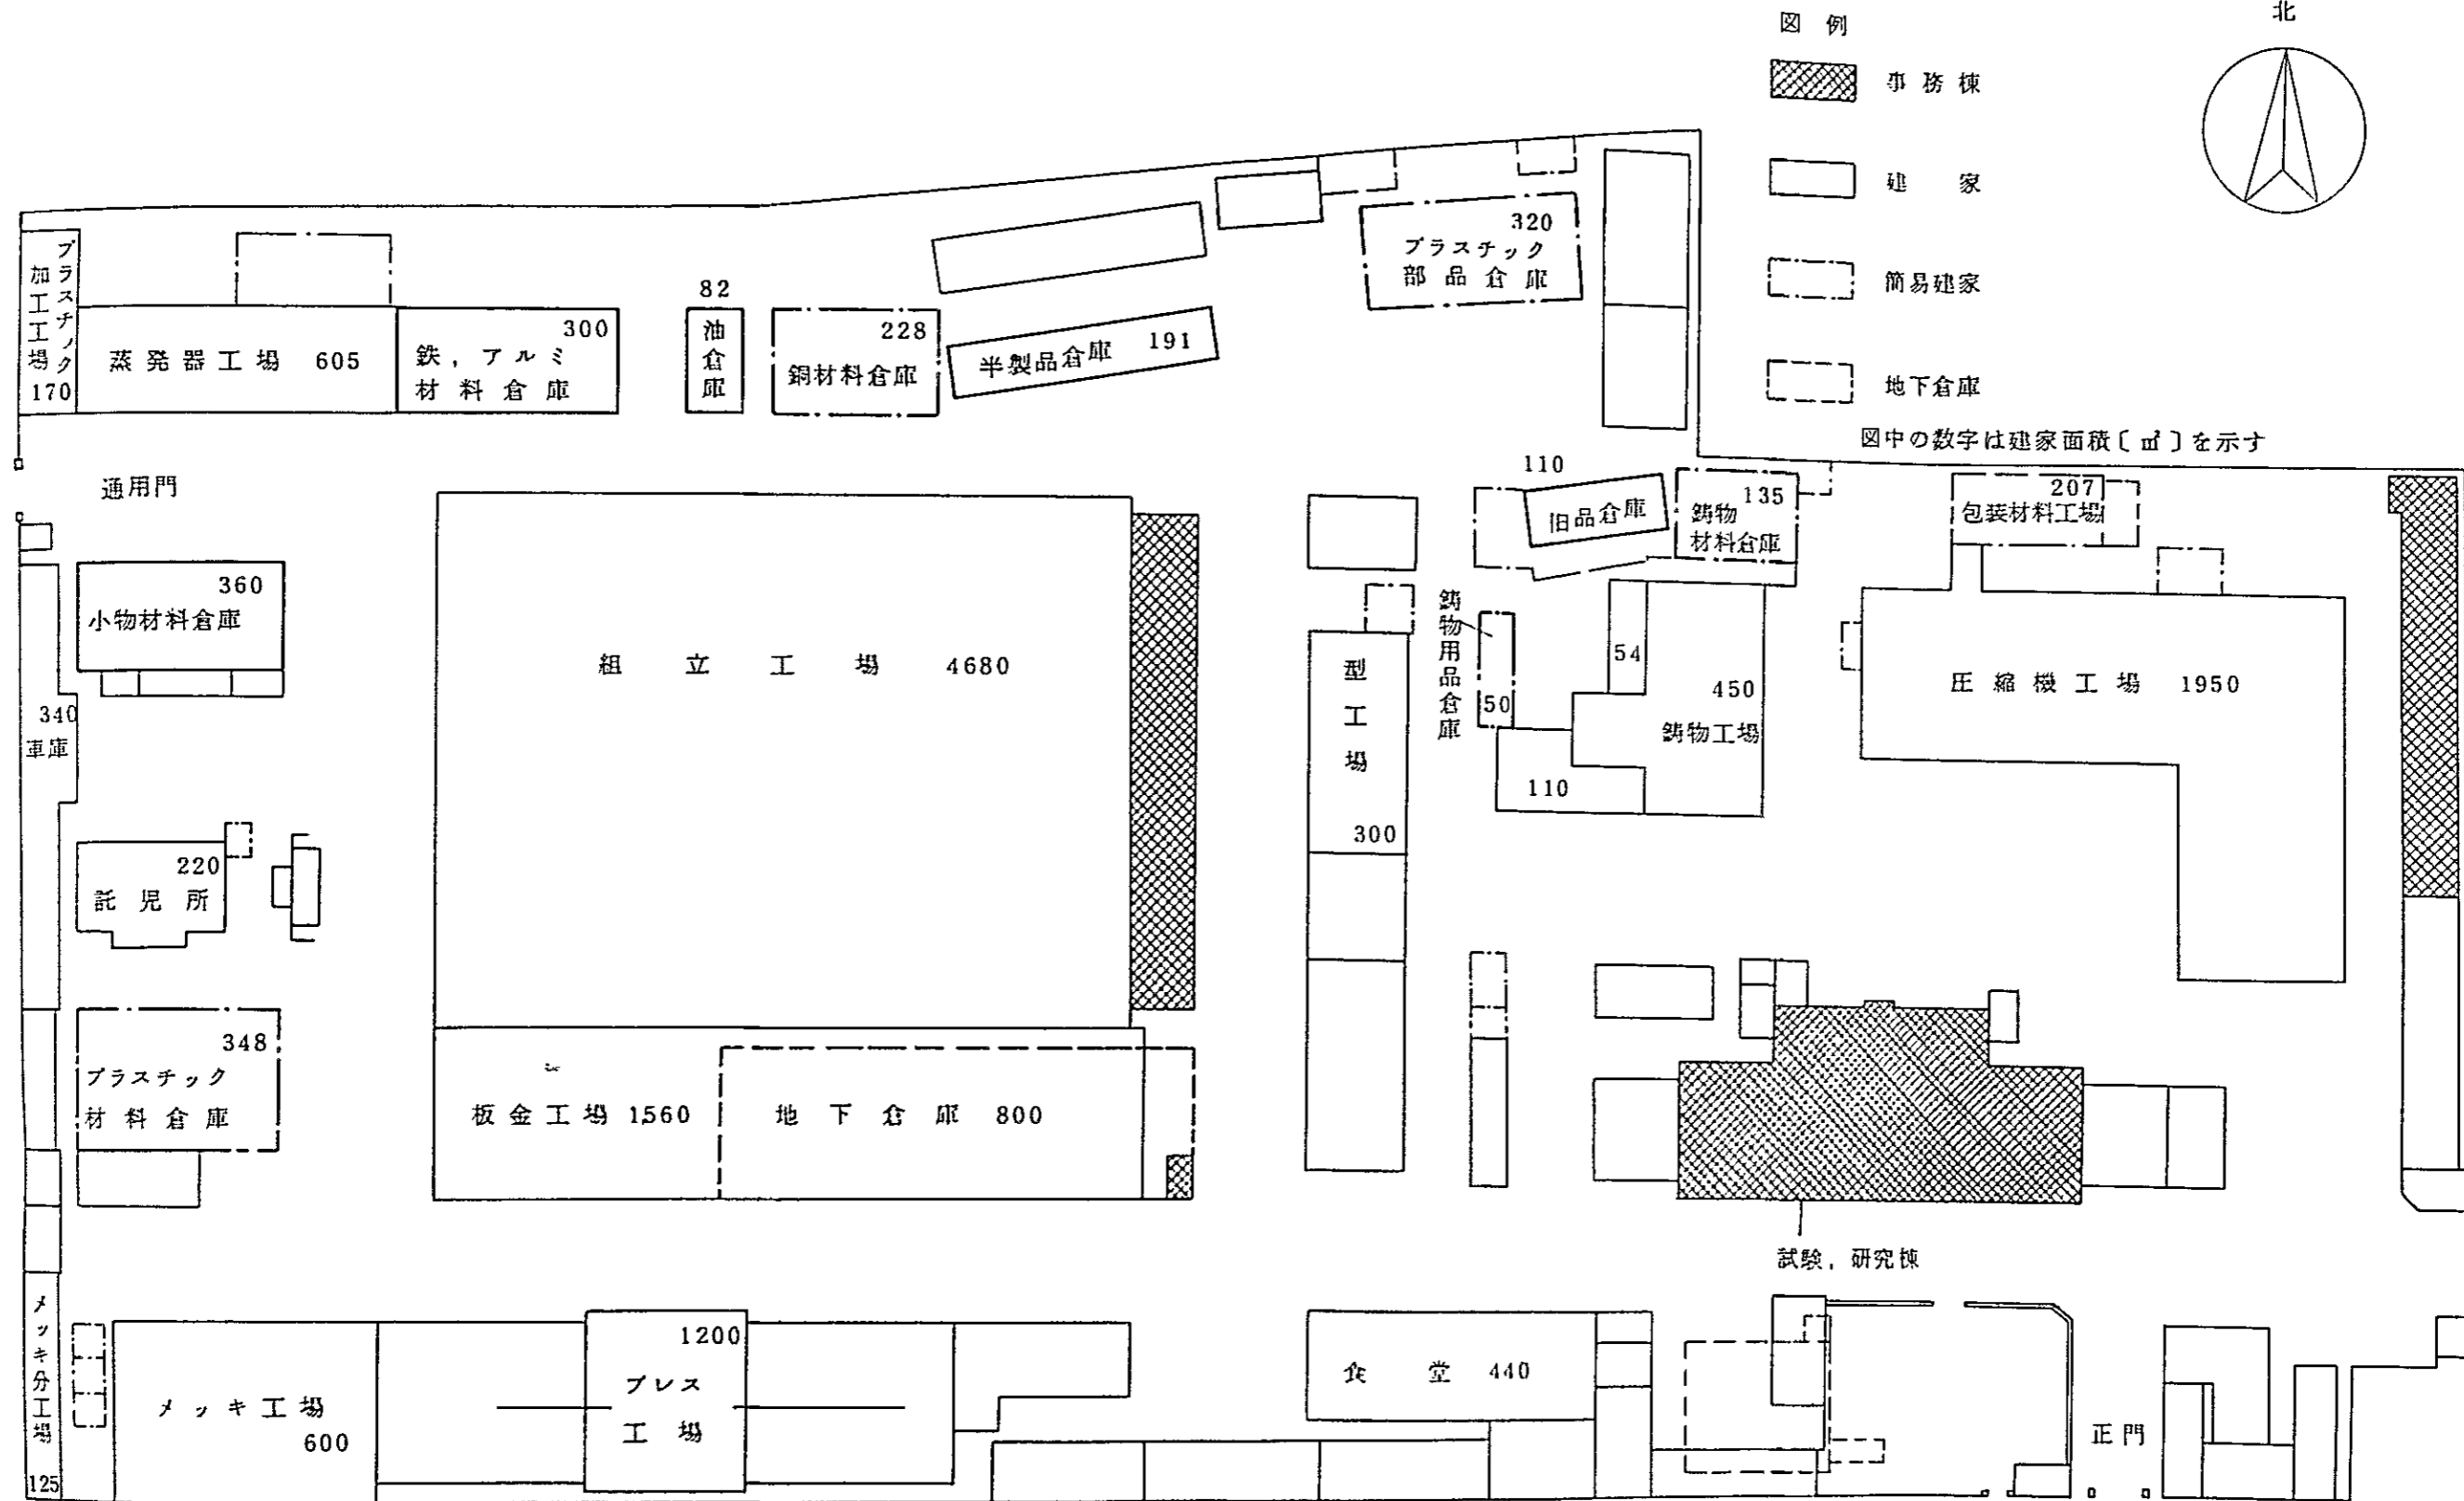 図 例
北
事 務 棟
建 家
簡易建家
地下倉庫
図中の数字は建家面積〔㎡〕を示す
プラスチック
加工工場
170
蒸 発 器 工 場 605
300
鉄, アルミ
材 料 倉 庫
82
油倉庫
228
銅材料倉庫
半製品倉庫 191
320
プラスチック
部 品 倉 庫
通用門
110
旧品倉庫
135
鋳物
材料倉庫
207
包装材料工場
360
小物材料倉庫
340
車庫
組 立 工 場 4680
型工場
300
鋳物用品倉庫
50
54
450
鋳物工場
110
圧 縮 機 工 場 1950
220
託 児 所
348
プラスチック
材 料 倉 庫
板 金 工 場 1,560
地 下 倉 庫 800
試験, 研究棟
メッキ分工場
125
メ ッ キ 工 場
600
1200
プレス
工 場
食 堂 440
正 門